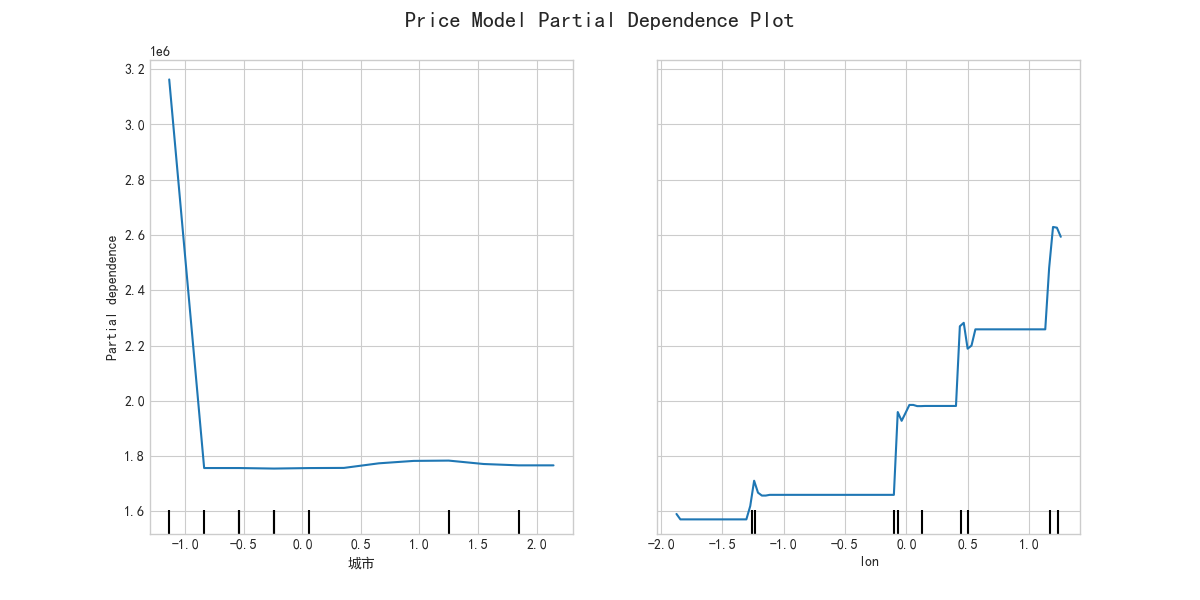 Price Model Partial Dependence Plot
1e6
3.2
3.0
2.8
2.6
2.4
2.2
2.0
1.8
1.6
Partial dependence
−1.0 −0.5 0.0 0.5 1.0 1.5 2.0
城市
−2.0 −1.5 −1.0 −0.5 0.0 0.5 1.0
lon